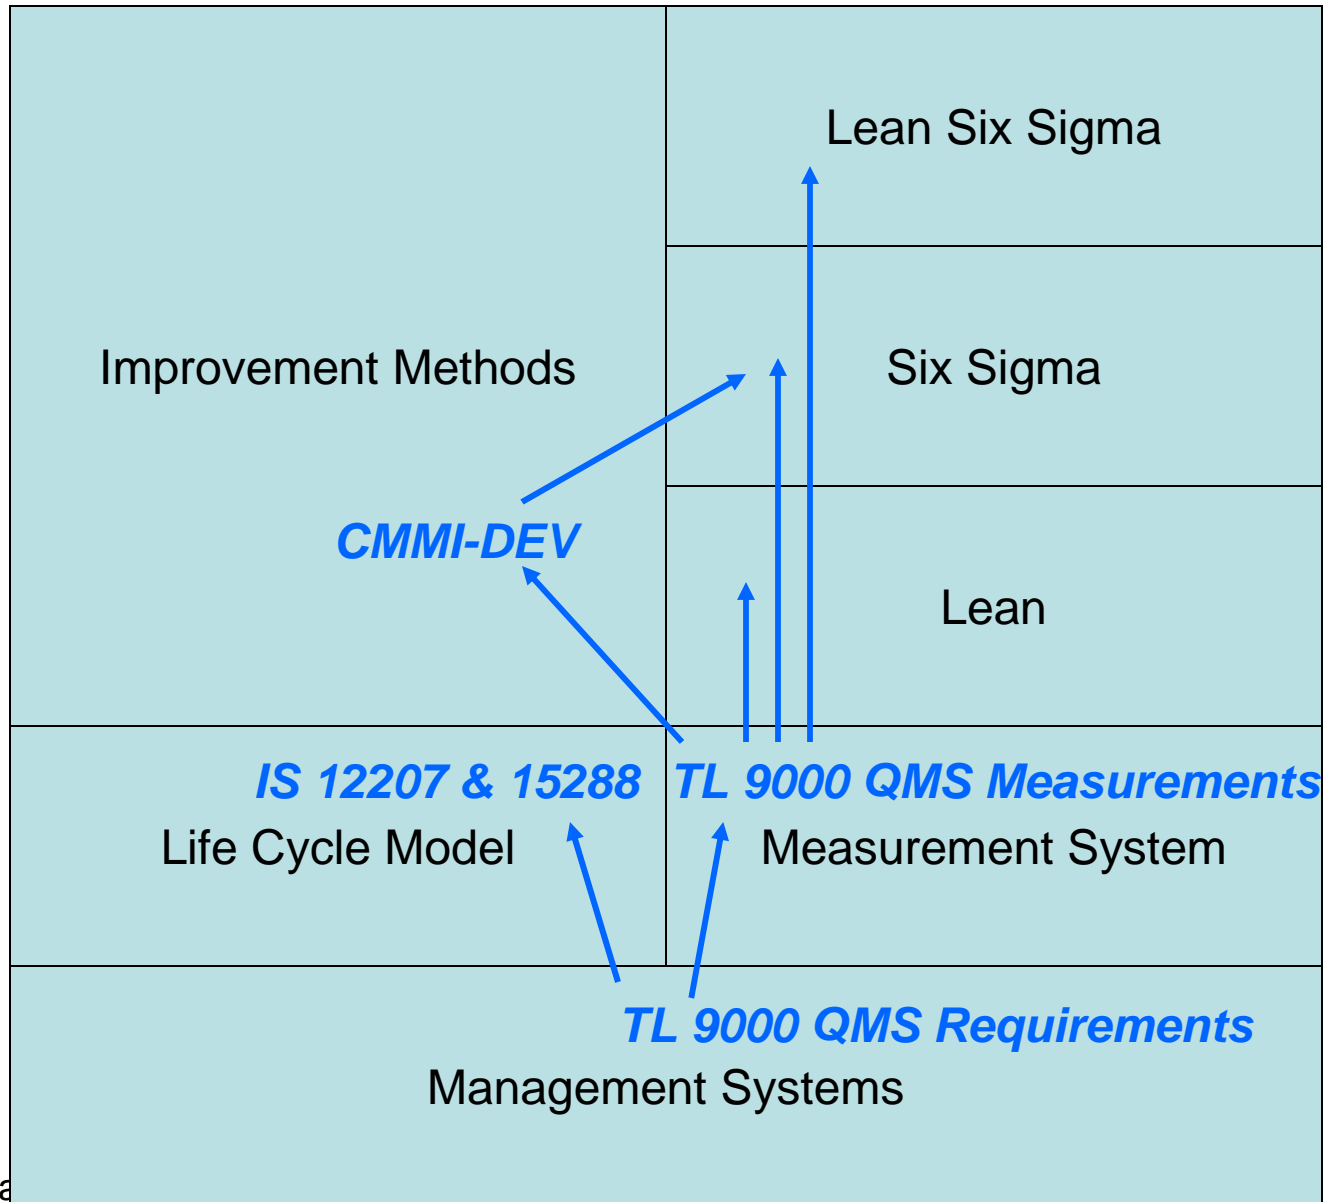 Lean Six Sigma
Improvement Methods
Six Sigma
CMMI-DEV
Lean
IS 12207 & 15288
TL 9000 QMS Measurements
Life Cycle Model
Measurement System
TL 9000 QMS Requirements
Management Systems